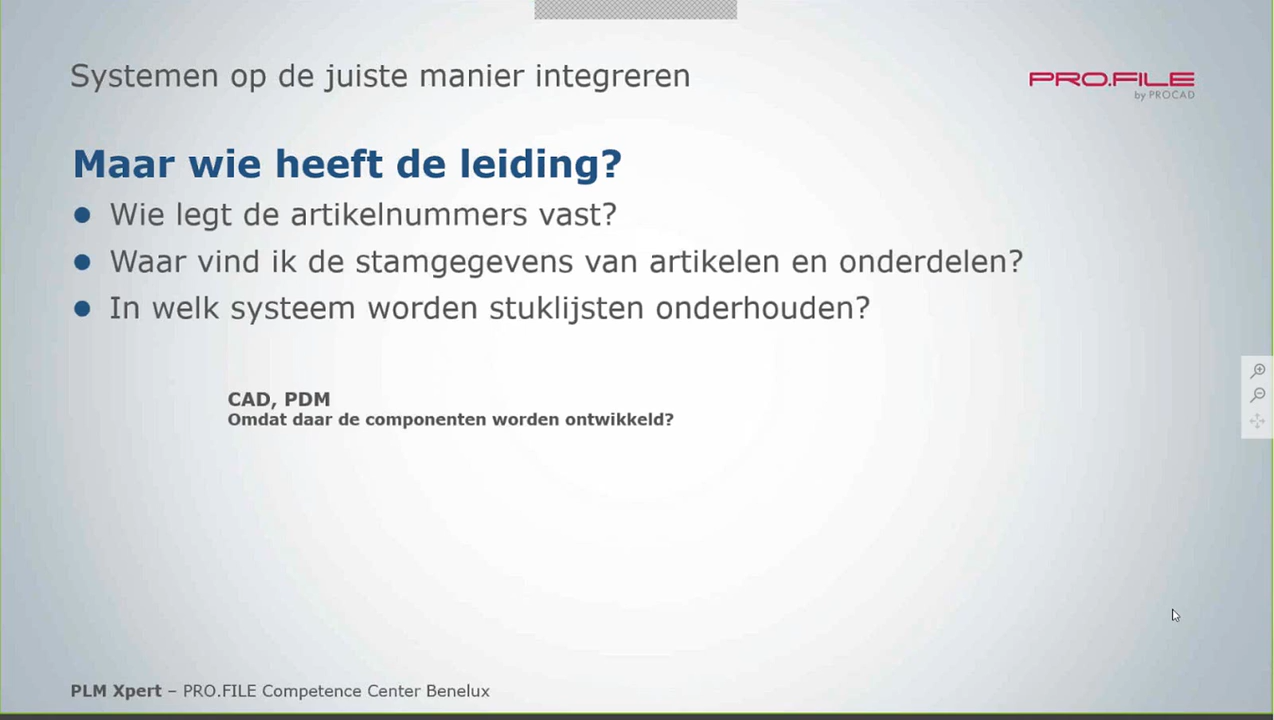 Systemen op de juiste manier integreren
PRO.FILE
by PROCAD
Maar wie heeft de leiding?
● Wie legt de artikelnummers vast?
● Waar vind ik de stamgegevens van artikelen en onderdelen?
● In welk systeem worden stuklijsten onderhouden?
CAD, PDM
Omdat daar de componenten worden ontwikkeld?
PLM Xpert – PRO.FILE Competence Center Benelux